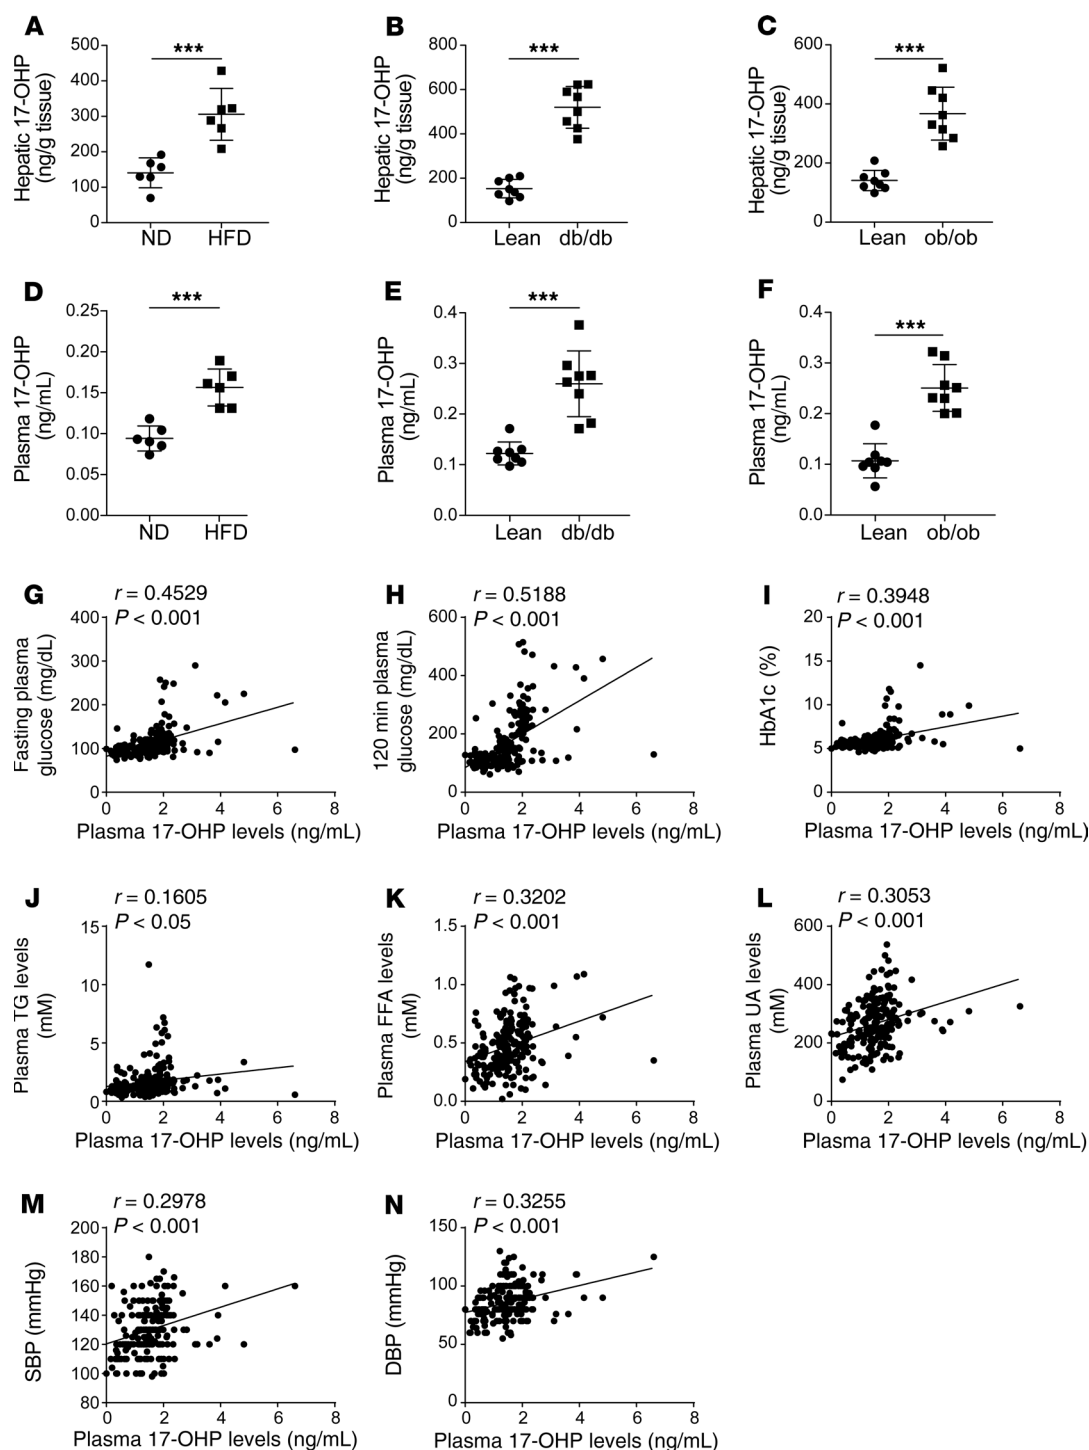 A
Hepatic 17-OHP
(ng/g tissue)
500
400
300
200
100
0
***
ND HFD
B
Hepatic 17-OHP
(ng/g tissue)
800
600
400
200
0
***
Lean db/db
C
Hepatic 17-OHP
(ng/g tissue)
600
400
200
0
***
Lean ob/ob
D
Plasma 17-OHP
(ng/mL)
0.25
0.20
0.15
0.10
0.05
0.00
***
ND HFD
E
Plasma 17-OHP
(ng/mL)
0.4
0.3
0.2
0.1
0.0
***
Lean db/db
F
Plasma 17-OHP
(ng/mL)
0.4
0.3
0.2
0.1
0.0
***
Lean ob/ob
G
r = 0.4529
P < 0.001
Fasting plasma
glucose (mg/dL)
400
300
200
100
0
0 2 4 6 8
Plasma 17-OHP levels (ng/mL)
H
r = 0.5188
P < 0.001
120 min plasma
glucose (mg/dL)
600
400
200
0
0 2 4 6 8
Plasma 17-OHP levels (ng/mL)
I
r = 0.3948
P < 0.001
HbA1c (%)
20
15
10
5
0
0 2 4 6 8
Plasma 17-OHP levels (ng/mL)
J
r = 0.1605
P < 0.05
Plasma TG levels
(mM)
15
10
5
0
0 2 4 6 8
Plasma 17-OHP levels (ng/mL)
K
r = 0.3202
P < 0.001
Plasma FFA levels
(mM)
1.5
1.0
0.5
0.0
0 2 4 6 8
Plasma 17-OHP levels (ng/mL)
L
r = 0.3053
P < 0.001
Plasma UA levels
(mM)
600
400
200
0
0 2 4 6 8
Plasma 17-OHP levels (ng/mL)
M
r = 0.2978
P < 0.001
SBP (mmHg)
200
180
160
140
120
100
80
0 2 4 6 8
Plasma 17-OHP levels (ng/mL)
N
r = 0.3255
P < 0.001
DBP (mmHg)
150
100
50
0
0 2 4 6 8
Plasma 17-OHP levels (ng/mL)